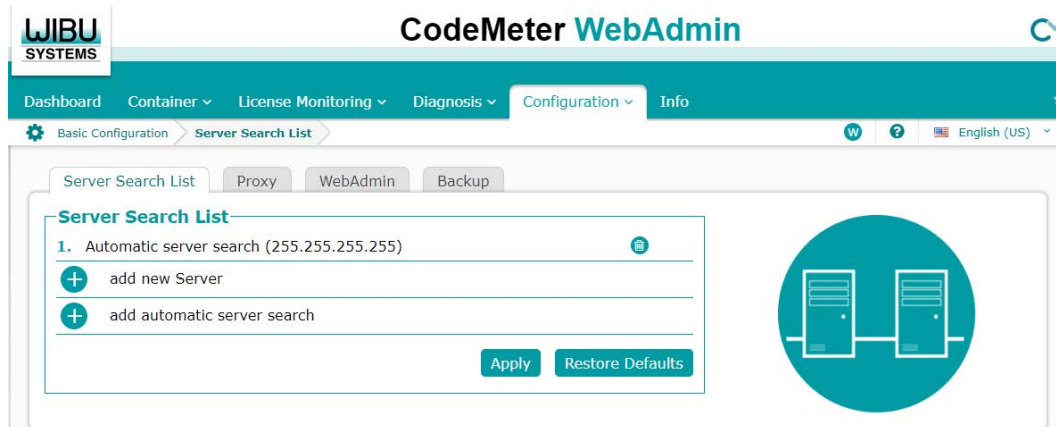 WIBU
SYSTEMS
CodeMeter WebAdmin
Dashboard Container License Monitoring Diagnosis Configuration Info
Basic Configuration Server Search List W ? English (US)
Server Search List Proxy WebAdmin Backup
Server Search List
1. Automatic server search (255.255.255.255)
add new Server
add automatic server search
Apply Restore Defaults